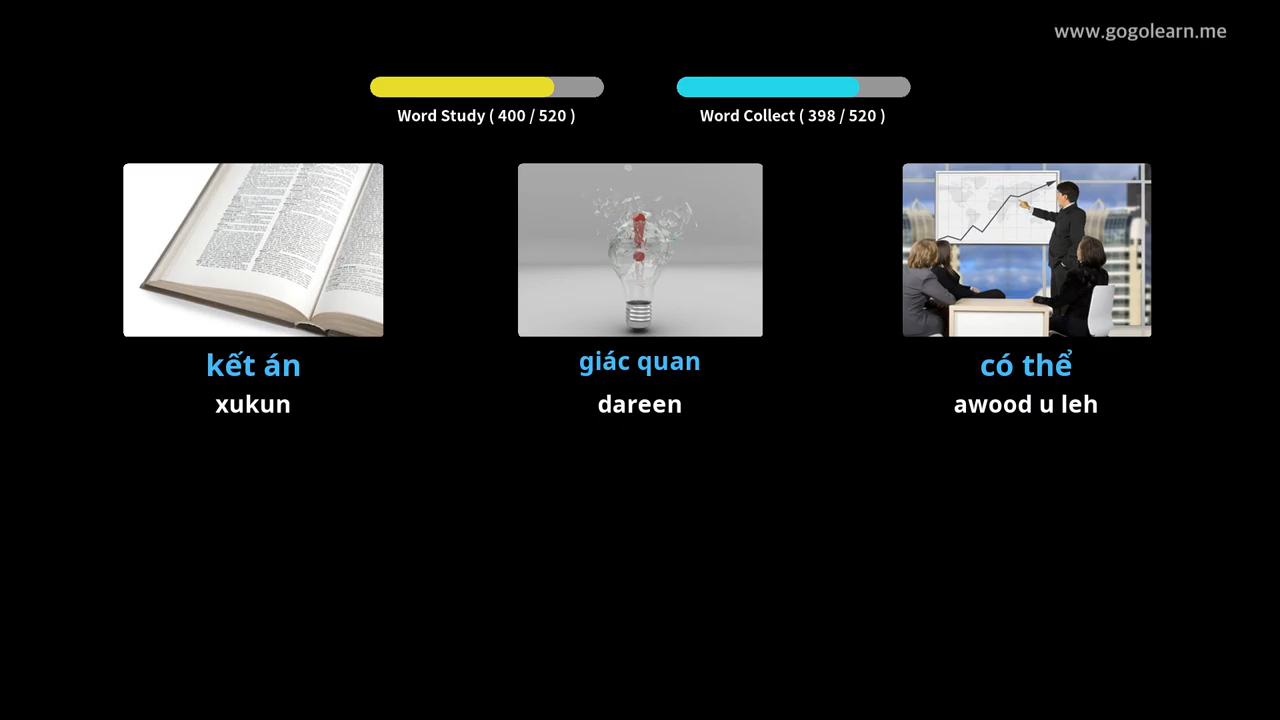 www.gogolearn.me
Word Study ( 400 / 520 )
Word Collect ( 398 / 520 )
kết án
xukun
giác quan
dareen
có thể
awood u leh